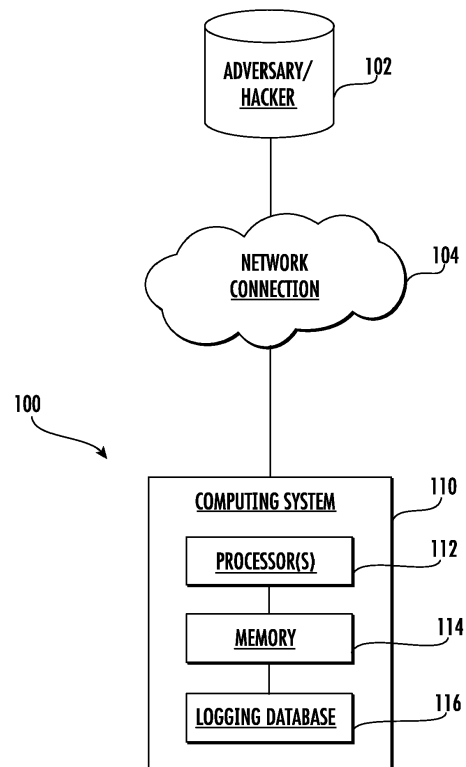 ADVERSARY/
HACKER
102
NETWORK
CONNECTION
104
100
COMPUTING SYSTEM
110
PROCESSOR(S)
112
MEMORY
114
LOGGING DATABASE
116